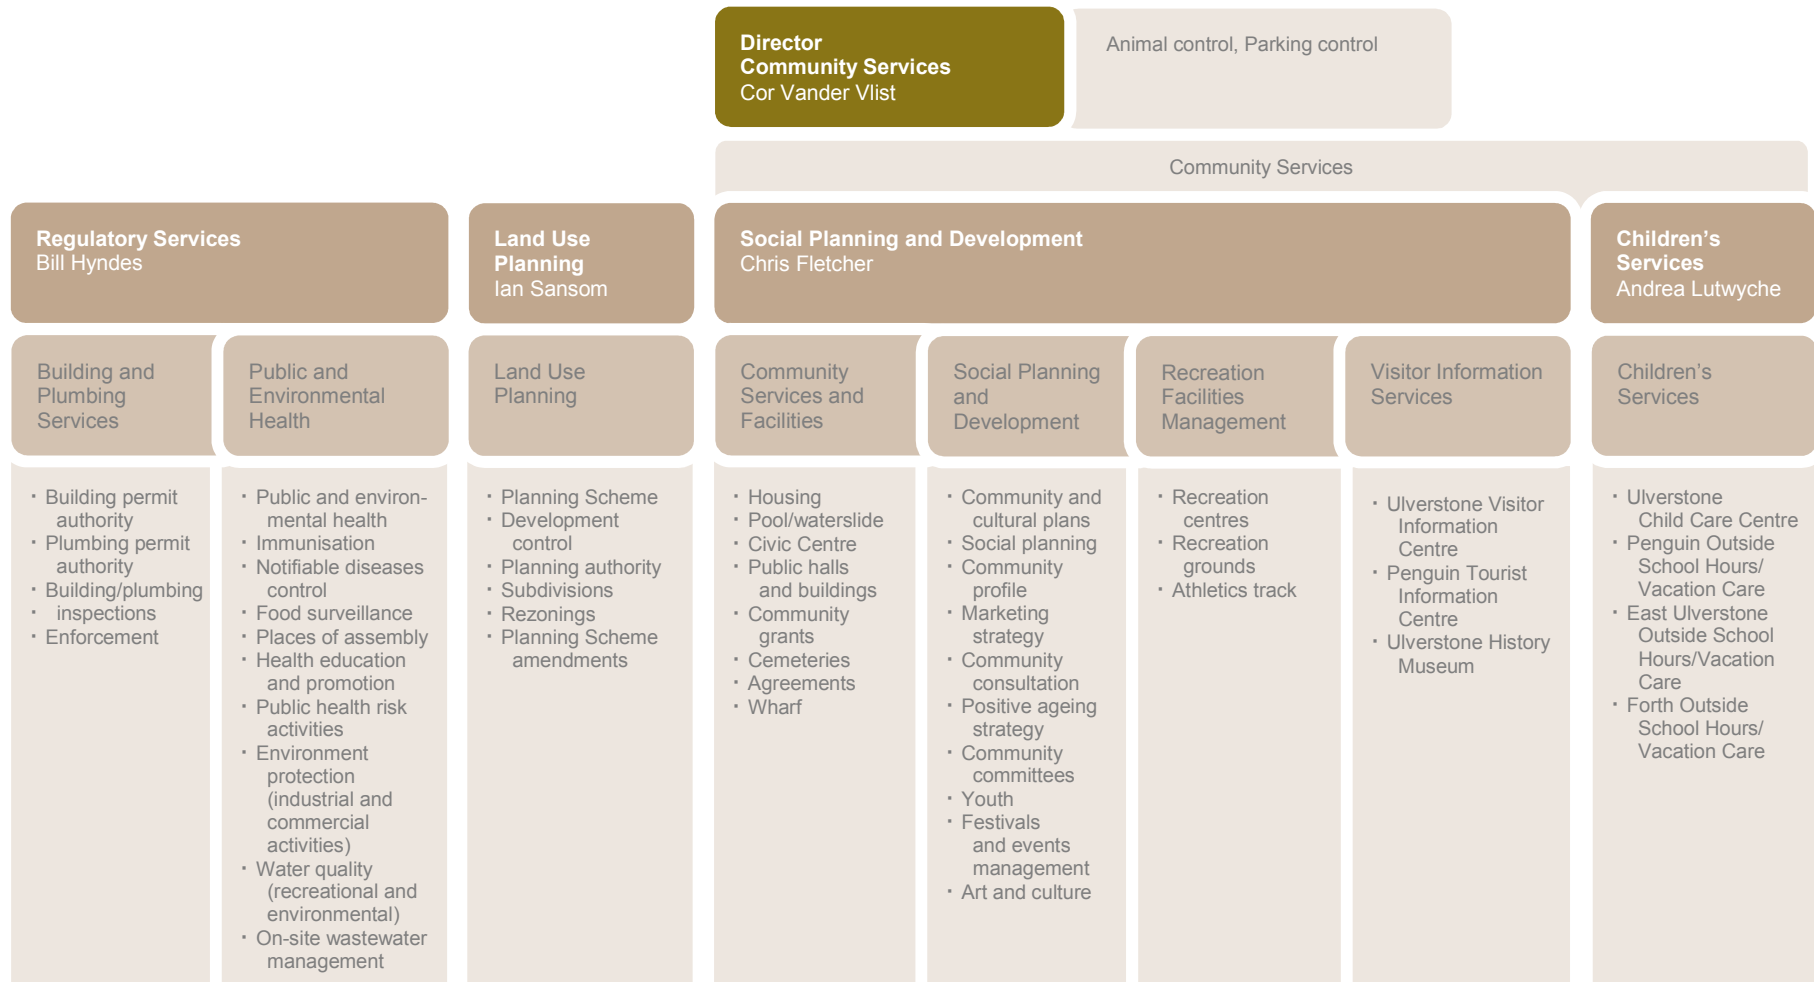 Director
Community Services
Cor Vander Vlist
Animal control, Parking control
Community Services
Regulatory Services
Bill Hyndes
Land Use
Planning
Ian Sansom
Social Planning and Development
Chris Fletcher
Children's
Services
Andrea Lutwyche
Building and
Plumbing
Services
Public and
Environmental
Health
Land Use
Planning
Community
Services and
Facilities
Social Planning
and
Development
Recreation
Facilities
Management
Visitor Information
Services
Children's
Services
· Building permit
authority
· Plumbing permit
authority
· Building/plumbing
· inspections
· Enforcement
· Public and environ-
mental health
· Immunisation
· Notifiable diseases
control
· Food surveillance
· Places of assembly
· Health education
and promotion
· Public health risk
activities
· Environment
protection
(industrial and
commercial
activities)
· Water quality
(recreational and
environmental)
· On-site wastewater
management
· Planning Scheme
· Development
control
· Planning authority
· Subdivisions
· Rezonings
· Planning Scheme
amendments
· Housing
· Pool/waterslide
· Civic Centre
· Public halls
and buildings
· Community
grants
· Cemeteries
· Agreements
· Wharf
· Community and
cultural plans
· Social planning
· Community
profile
· Marketing
strategy
· Community
consultation
· Positive ageing
strategy
· Community
committees
· Youth
· Festivals
and events
management
· Art and culture
· Recreation
centres
· Recreation
grounds
· Athletics track
· Ulverstone Visitor
Information
Centre
· Penguin Tourist
Information
Centre
· Ulverstone History
Museum
· Ulverstone
Child Care Centre
· Penguin Outside
School Hours/
Vacation Care
· East Ulverstone
Outside School
Hours/Vacation
Care
· Forth Outside
School Hours/
Vacation Care